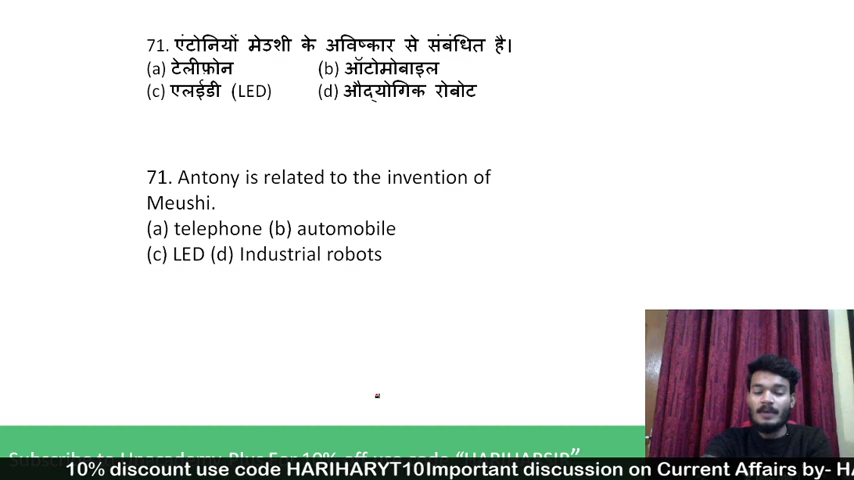 71. एंटोनियों मेउशी के अविष्कार से संबंधित है।
(a) टेलीफ़ोन (b) ऑटोमोबाइल
(c) एलईडी (LED) (d) औद्योगिक रोबोट
71. Antony is related to the invention of
Meushi.
(a) telephone (b) automobile
(c) LED (d) Industrial robots
10% discount use code HARIHARYT10Important discussion on Current Affairs by- HA